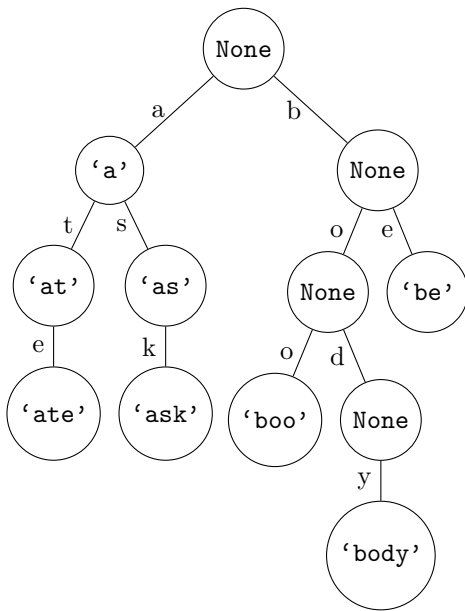 None
a b
‘a’ None
t s o e
‘at’ ‘as’ None ‘be’
e k o d
‘ate’ ‘ask’ ‘boo’ None
y
‘body’